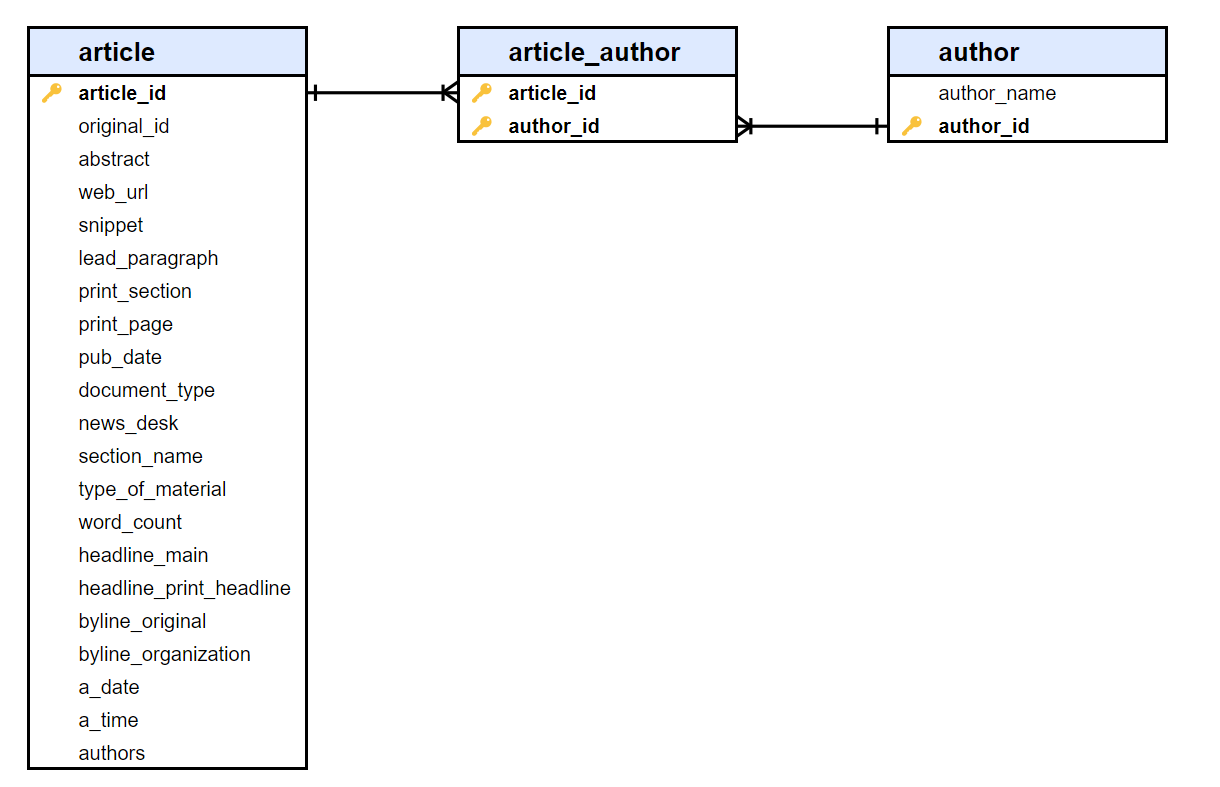 article
article_id
original_id
abstract
web_url
snippet
lead_paragraph
print_section
print_page
pub_date
document_type
news_desk
section_name
type_of_material
word_count
headline_main
headline_print_headline
byline_original
byline_organization
a_date
a_time
authors
article_author
article_id
author_id
author
author_name
author_id